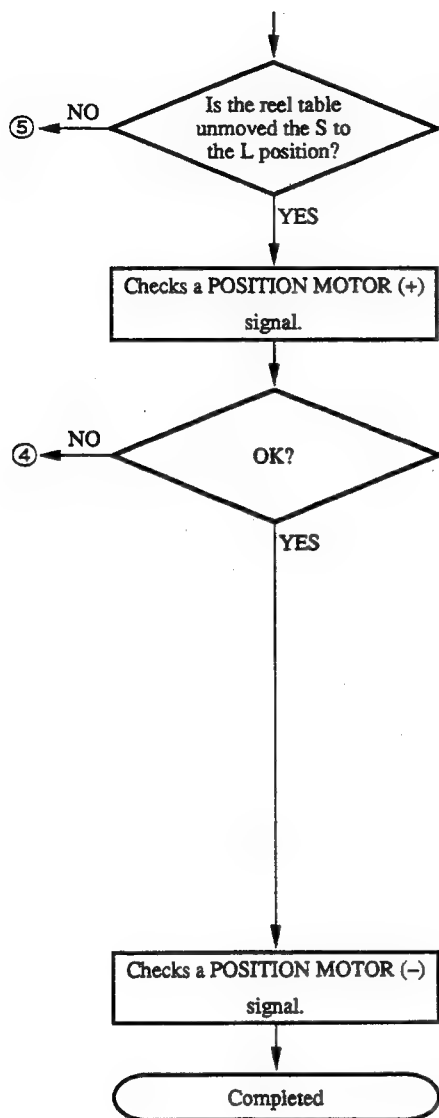 Is the reel table
unmoved the S to
the L position?
NO
⑤
YES
Checks a POSITION MOTOR (+)
signal.
OK?
NO
④
YES
Checks a POSITION MOTOR (–)
signal.
Completed